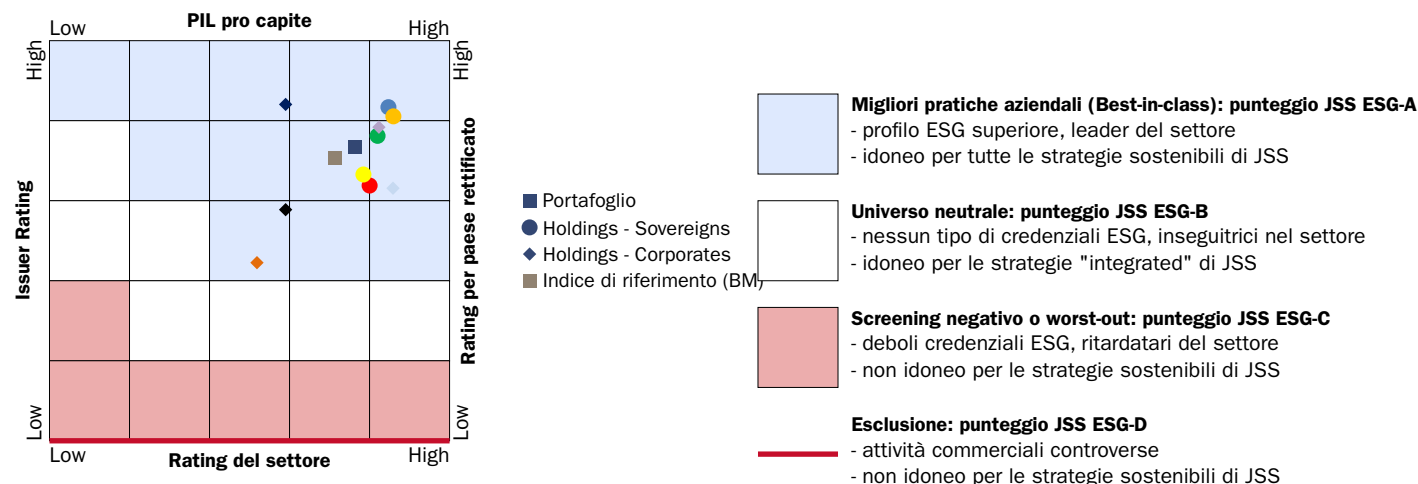 PIL pro capite
Low
High
High
High
Issuer Rating
Rating per paese rettificato
Low
Low
Low
High
Rating del settore
Portafoglio
Holdings - Sovereigns
Holdings - Corporates
Indice di riferimento (BM)
Migliori pratiche aziendali (Best-in-class): punteggio JSS ESG-A
- profilo ESG superiore, leader del settore
- idoneo per tutte le strategie sostenibili di JSS
Universo neutrale: punteggio JSS ESG-B
- nessun tipo di credenziali ESG, inseguitrici nel settore
- idoneo per le strategie "integrated" di JSS
Screening negativo o worst-out: punteggio JSS ESG-C
- deboli credenziali ESG, ritardatari del settore
- non idoneo per le strategie sostenibili di JSS
Esclusione: punteggio JSS ESG-D
- attività commerciali controverse
- non idoneo per le strategie sostenibili di JSS